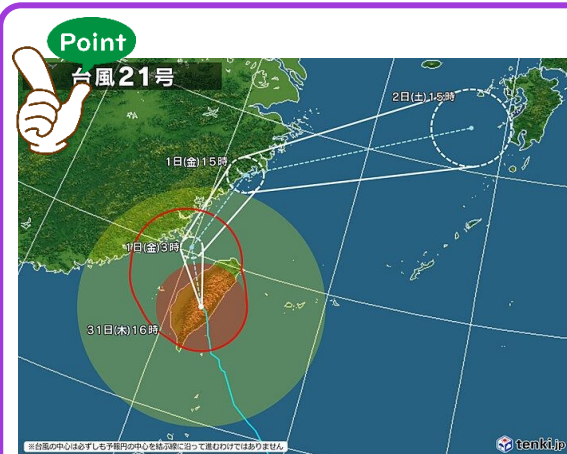 Point
台風21号
2日(土)15時
1日(金)15時
1日(金)3時
31日(木)16時
※台風の中心は必ずしも予報円の中心を結ぶ線に沿って進むわけではありません
tenki.jp